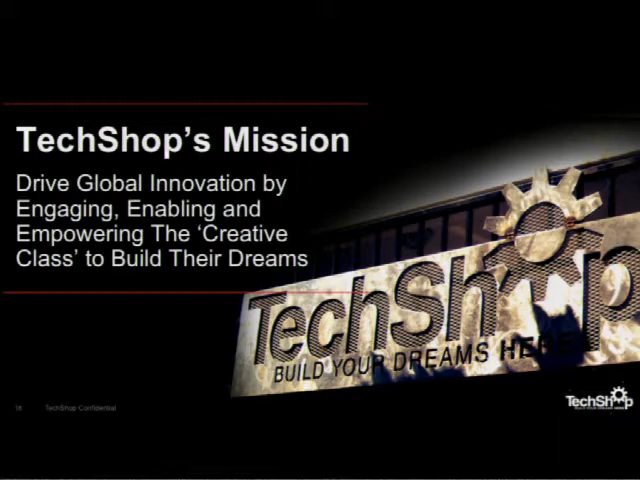 TechShop's Mission
Drive Global Innovation by
Engaging, Enabling and
Empowering The ‘Creative
Class’ to Build Their Dreams
TechShop
BUILD YOUR DREAMS HERE
TechShop Confidential
TechShop